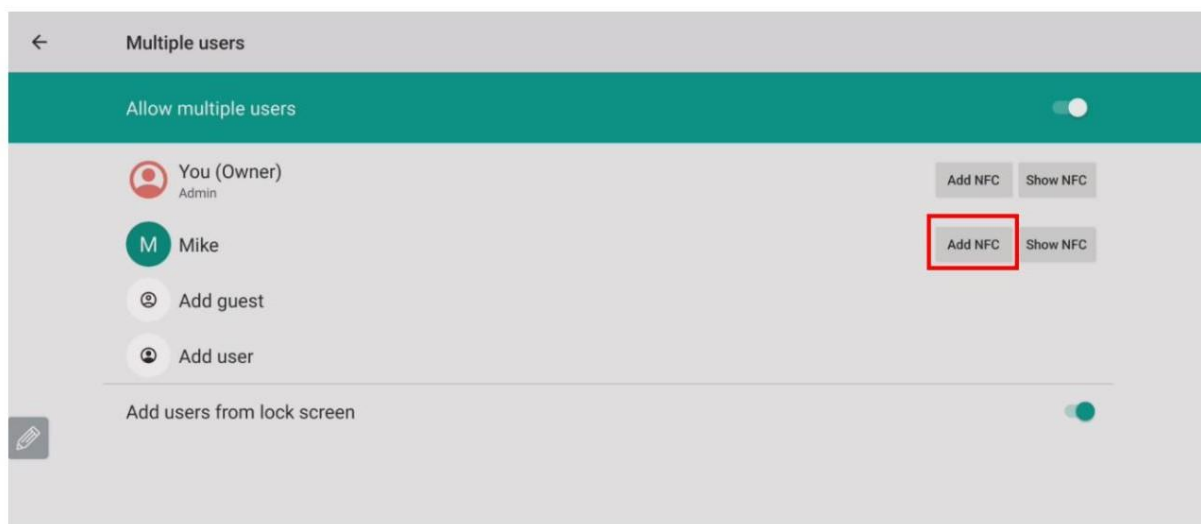 Multiple users
Allow multiple users
You (Owner)
Admin
Add NFC Show NFC
M Mike
Add NFC Show NFC
Add guest
Add user
Add users from lock screen